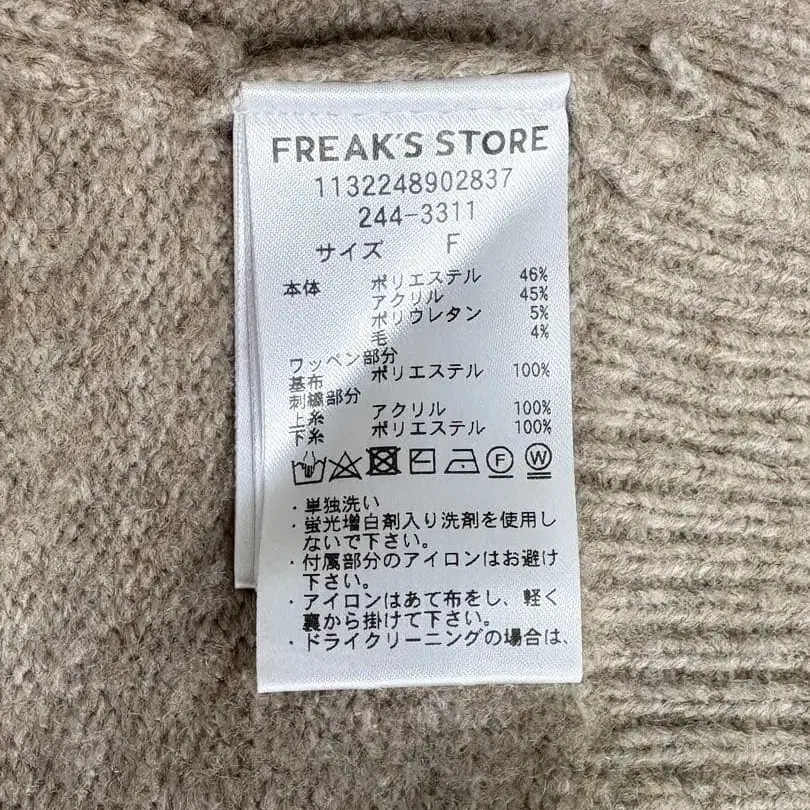 FREAK'S STORE
1132248902837
244-3311
サイズ F
本体 ポリエステル 46%
アクリル 45%
ポリウレタン 5%
毛 4%
ワッペン部分
基布 ポリエステル 100%
刺繍部分
上糸 アクリル 100%
下糸 ポリエステル 100%
F W
・単独洗い
・蛍光増白剤入り洗剤を使用し
ないで下さい。
・付属部分のアイロンはお避け
下さい。
・アイロンはあて布をし、軽く
裏から掛けて下さい。
・ドライクリーニングの場合は、